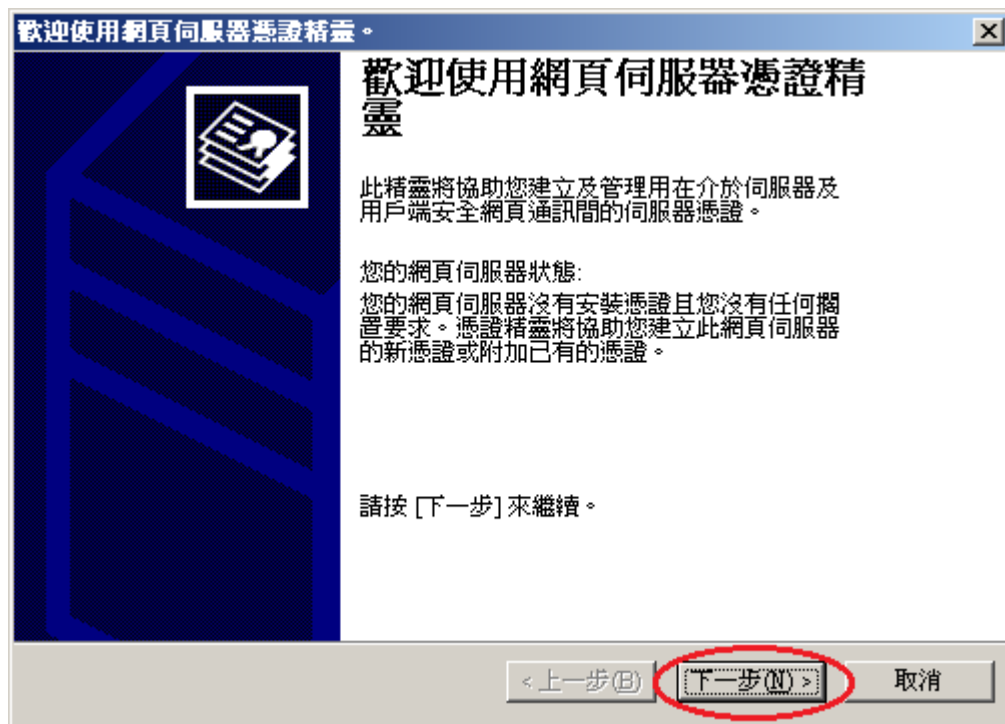 歡迎使用網頁伺服器憑證精靈。
歡迎使用網頁伺服器憑證精
靈
此精靈將協助您建立及管理用在介於伺服器及
用戶端安全網頁通訊間的伺服器憑證。
您的網頁伺服器狀態:
您的網頁伺服器沒有安裝憑證且您沒有任何擱
置要求。憑證精靈將協助您建立此網頁伺服器
的新憑證或附加已有的憑證。
請按 [下一步] 來繼續。
< 上一步(B) 下一步(N) > 取消